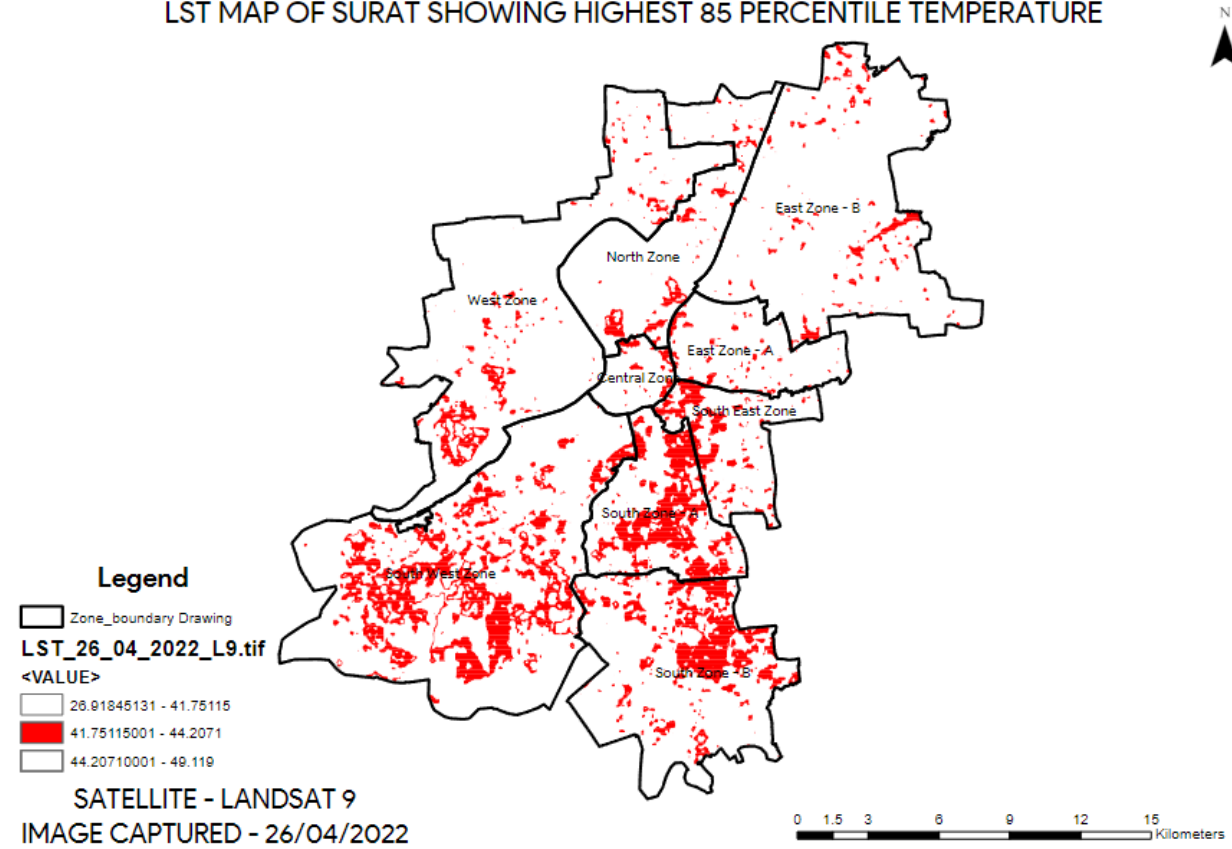 LST MAP OF SURAT SHOWING HIGHEST 85 PERCENTILE TEMPERATURE
N
East Zone - B
North Zone
West Zone
East Zone - A
Central Zone
South East Zone
South Zone - A
South West Zone
South Zone - B
Legend
Zone_boundary Drawing
LST_26_04_2022_L9.tif
<VALUE>
26.91845131 - 41.75115
41.75115001 - 44.2071
44.20710001 - 49.119
SATELLITE - LANDSAT 9
IMAGE CAPTURED - 26/04/2022
0 1.5 3 6 9 12 15
Kilometers